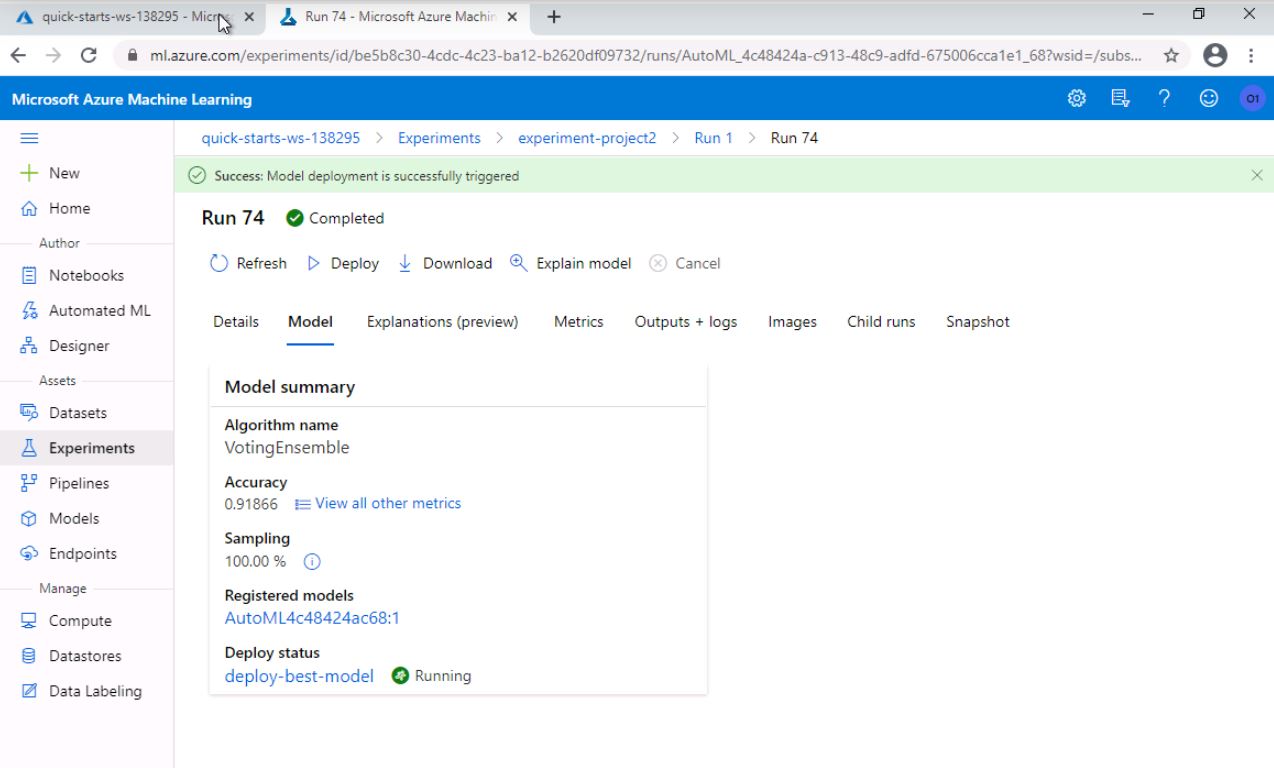 quick-starts-ws-138295 - Micros
Run 74 - Microsoft Azure Machin
ml.azure.com/experiments/id/be5b8c30-4cdc-4c23-ba12-b2620df09732/runs/AutoML_4c48424a-c913-48c9-adfd-675006cca1e1_68?wsid=/subs...
Microsoft Azure Machine Learning
O1
quick-starts-ws-138295 > Experiments > experiment-project2 > Run 1 > Run 74
New
Home
Author
Notebooks
Automated ML
Designer
Assets
Datasets
Experiments
Pipelines
Models
Endpoints
Manage
Compute
Datastores
Data Labeling
Success: Model deployment is successfully triggered
Run 74 Completed
Refresh Deploy Download Explain model Cancel
Details Model Explanations (preview) Metrics Outputs + logs Images Child runs Snapshot
Model summary
Algorithm name
VotingEnsemble
Accuracy
0.91866 View all other metrics
Sampling
100.00 %
Registered models
AutoML4c48424ac68:1
Deploy status
deploy-best-model Running